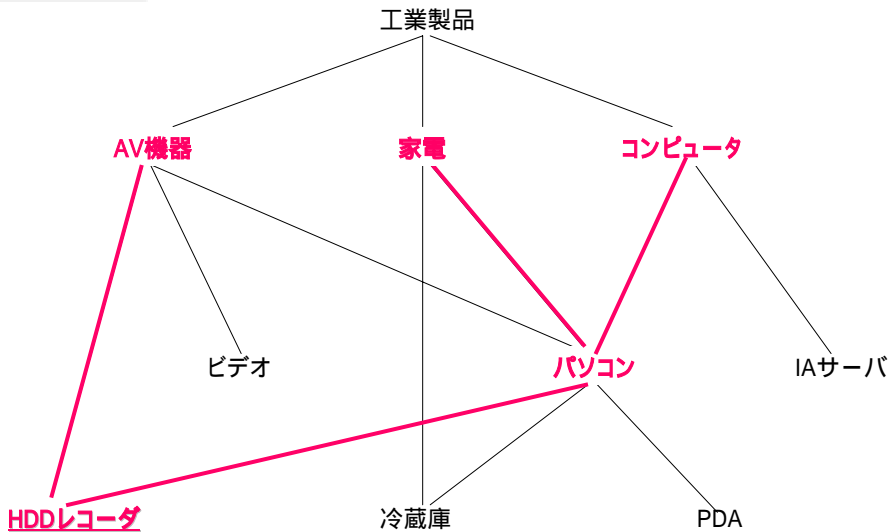 工業製品
AV機器
家電
コンピュータ
ビデオ
パソコン
IAサーバ
HDDレコーダ
冷蔵庫
PDA